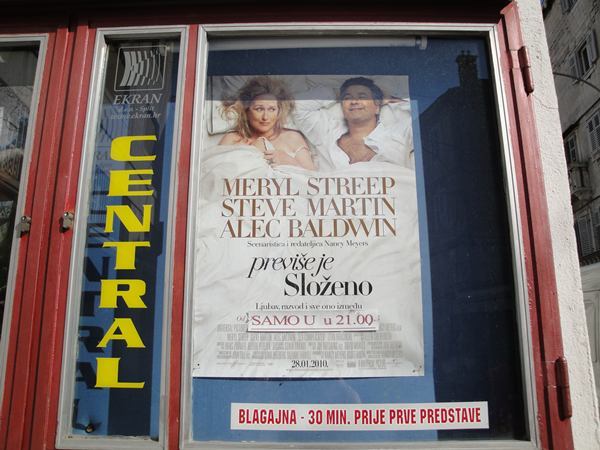 EKRAN
d.o.o. - Split
www.ekran.hr
CENTRAL
MERYL STREEP
STEVE MARTIN
ALEC BALDWIN
Scenaristica i redateljica Nancy Meyers
previše je
Složeno
Ljubav, razvod i sve ono između
SAMO U u 21.00
28.01.2010.
BLAGAJNA - 30 MIN. PRIJE PRVE PREDSTAVE